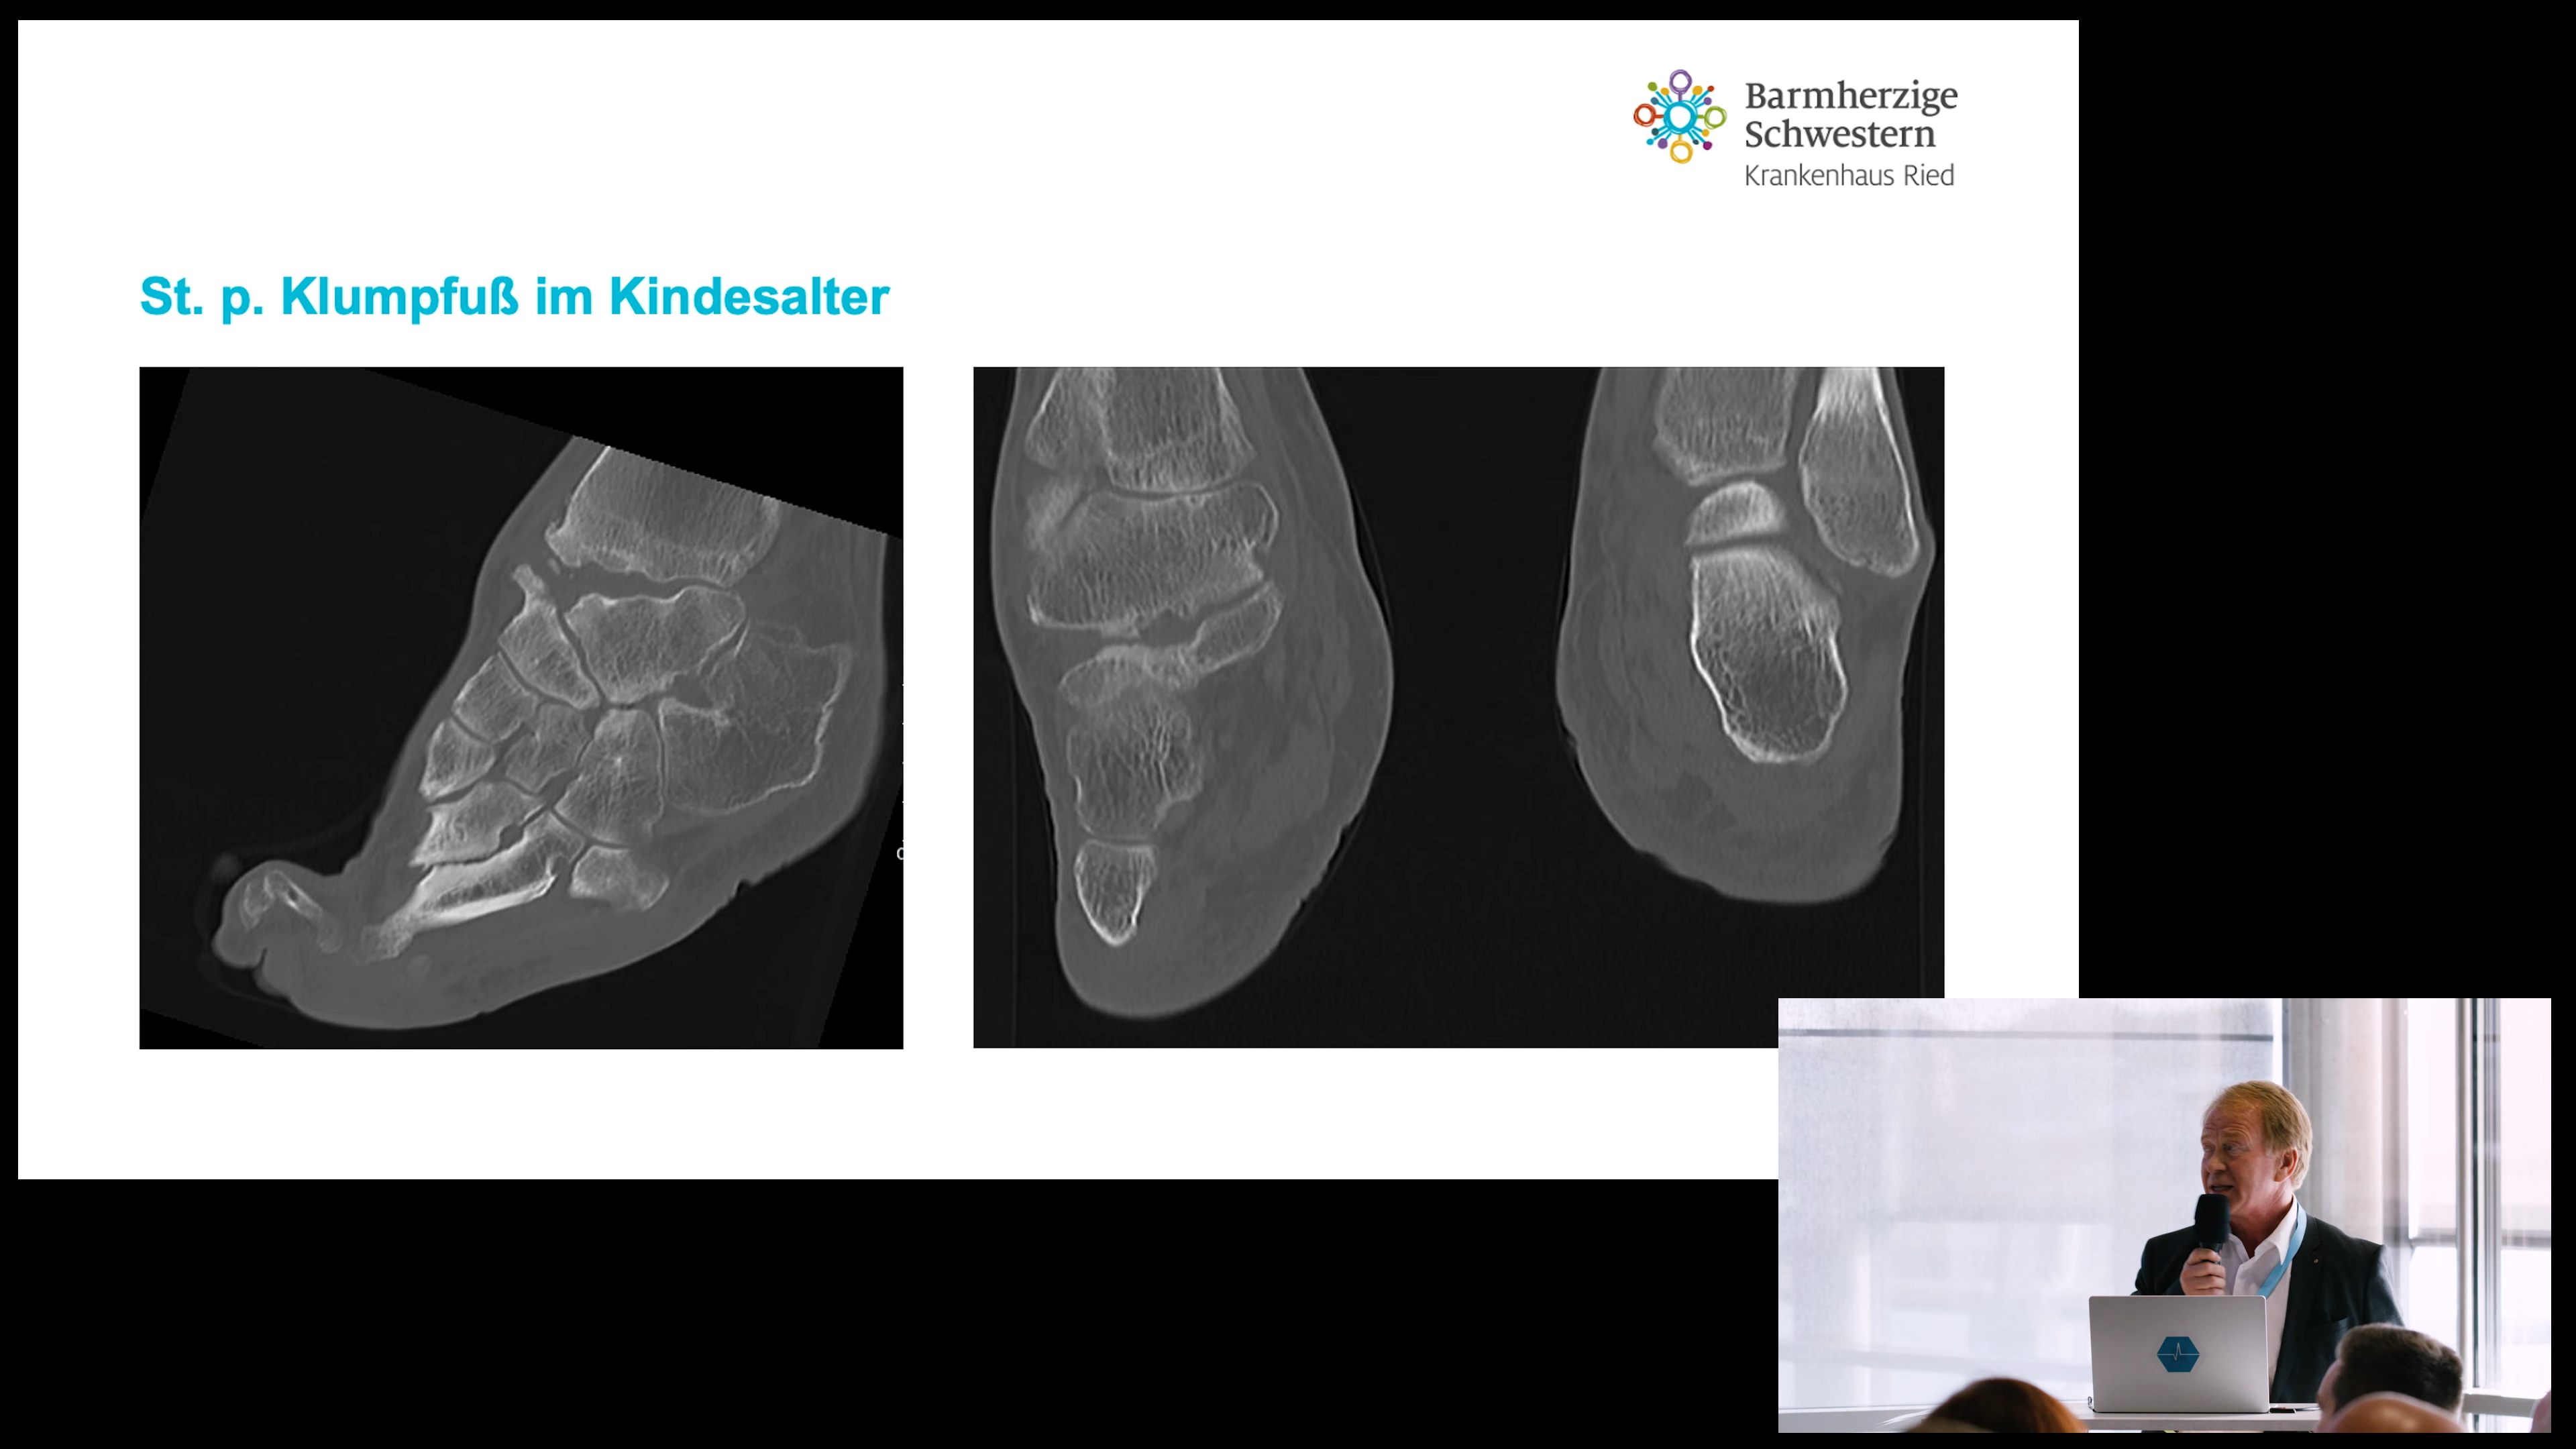 Barmherzige
Schwestern
Krankenhaus Ried
St. p. Klumpfuß im Kindesalter